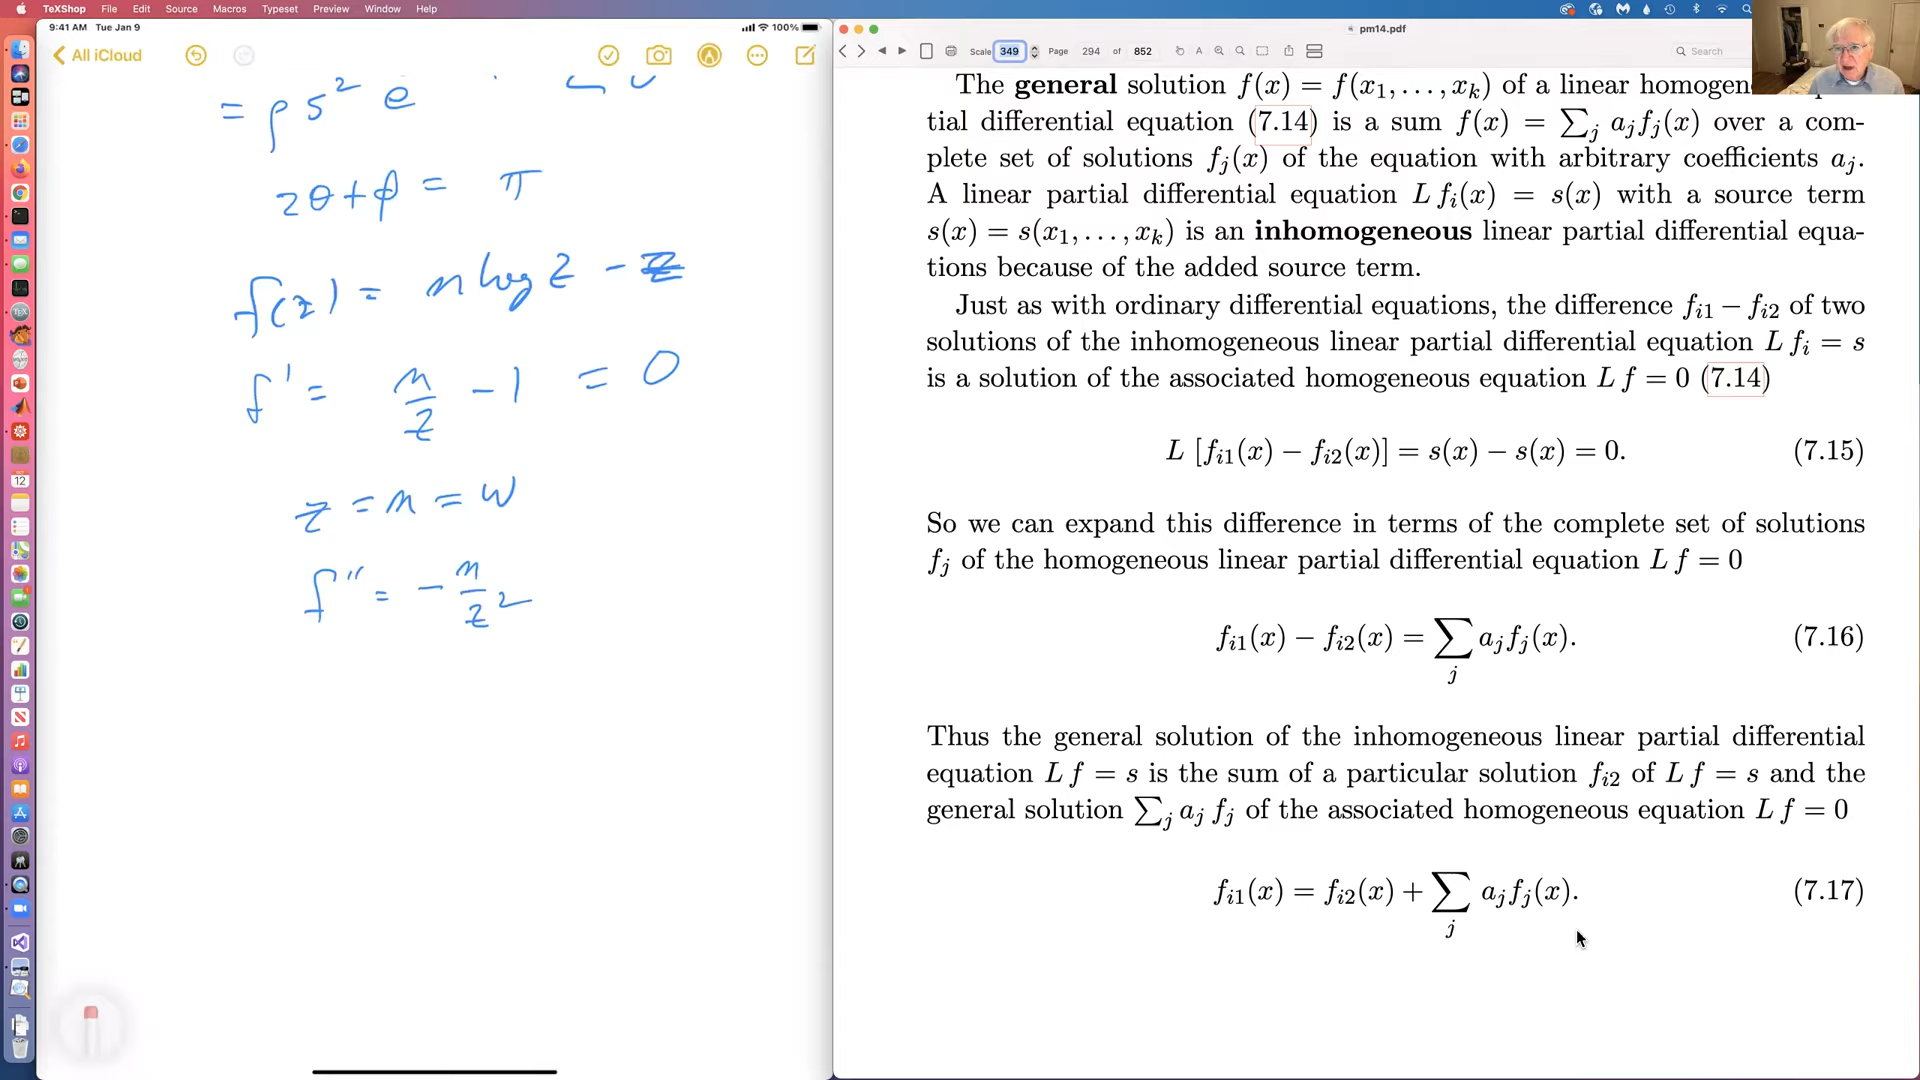 TeXShop File Edit Source Macros Typeset Preview Window Help
9:41 AM Tue Jan 9 100%
All iCloud
= ρ s² e
2θ + φ = π
f(z) = n log z − z
f' = n/z − 1 = 0
z = n = w
f'' = − n/z²
pm14.pdf
Scale 349 Page 294 of 852 Search
The general solution f(x) = f(x₁, . . . , xₖ) of a linear
tial differential equation (7.14) is a sum f(x) = ∑ⱼ aⱼfⱼ(x) over a com-
plete set of solutions fⱼ(x) of the equation with arbitrary coefficients aⱼ.
A linear partial differential equation L fᵢ(x) = s(x) with a source term
s(x) = s(x₁, . . . , xₖ) is an inhomogeneous linear partial differential equa-
tions because of the added source term.
Just as with ordinary differential equations, the difference fᵢ₁ − fᵢ₂ of two
solutions of the inhomogeneous linear partial differential equation L fᵢ = s
is a solution of the associated homogeneous equation L f = 0 (7.14)
L [fᵢ₁(x) − fᵢ₂(x)] = s(x) − s(x) = 0. (7.15)
So we can expand this difference in terms of the complete set of solutions
fⱼ of the homogeneous linear partial differential equation L f = 0
fᵢ₁(x) − fᵢ₂(x) = ∑ⱼ aⱼfⱼ(x). (7.16)
Thus the general solution of the inhomogeneous linear partial differential
equation L f = s is the sum of a particular solution fᵢ₂ of L f = s and the
general solution ∑ⱼ aⱼ fⱼ of the associated homogeneous equation L f = 0
fᵢ₁(x) = fᵢ₂(x) + ∑ⱼ aⱼfⱼ(x). (7.17)